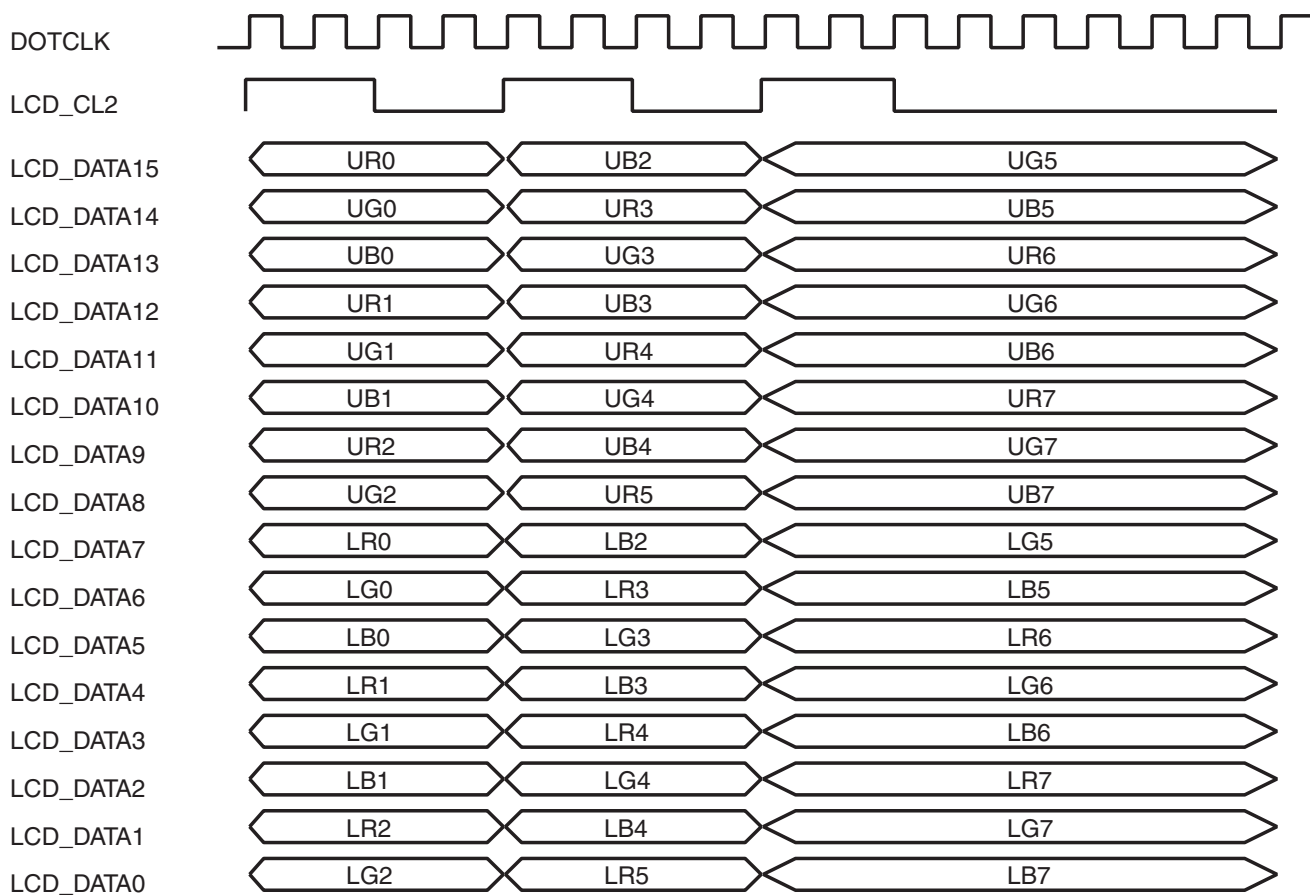 DOTCLK
LCD_CL2
LCD_DATA15 UR0 UB2 UG5
LCD_DATA14 UG0 UR3 UB5
LCD_DATA13 UB0 UG3 UR6
LCD_DATA12 UR1 UB3 UG6
LCD_DATA11 UG1 UR4 UB6
LCD_DATA10 UB1 UG4 UR7
LCD_DATA9 UR2 UB4 UG7
LCD_DATA8 UG2 UR5 UB7
LCD_DATA7 LR0 LB2 LG5
LCD_DATA6 LG0 LR3 LB5
LCD_DATA5 LB0 LG3 LR6
LCD_DATA4 LR1 LB3 LG6
LCD_DATA3 LG1 LR4 LB6
LCD_DATA2 LB1 LG4 LR7
LCD_DATA1 LR2 LB4 LG7
LCD_DATA0 LG2 LR5 LB7